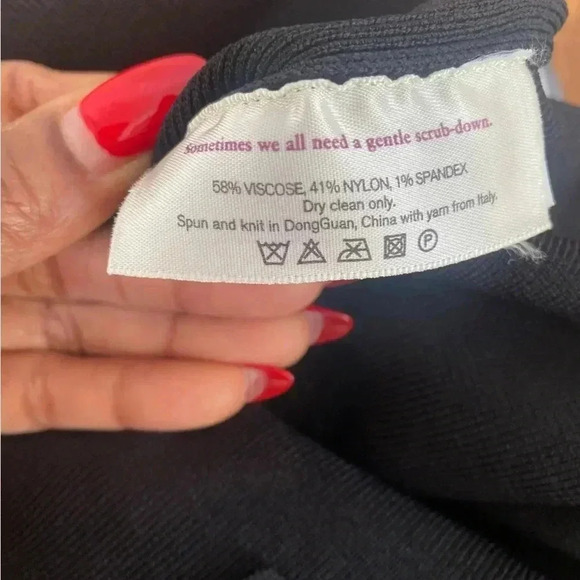 Sometimes we all need a gentle scrub-down.
58% VISCOSE, 41% NYLON, 1% SPANDEX
Dry clean only.
Spun and knit in DongGuan, China with yarn from Italy.
P